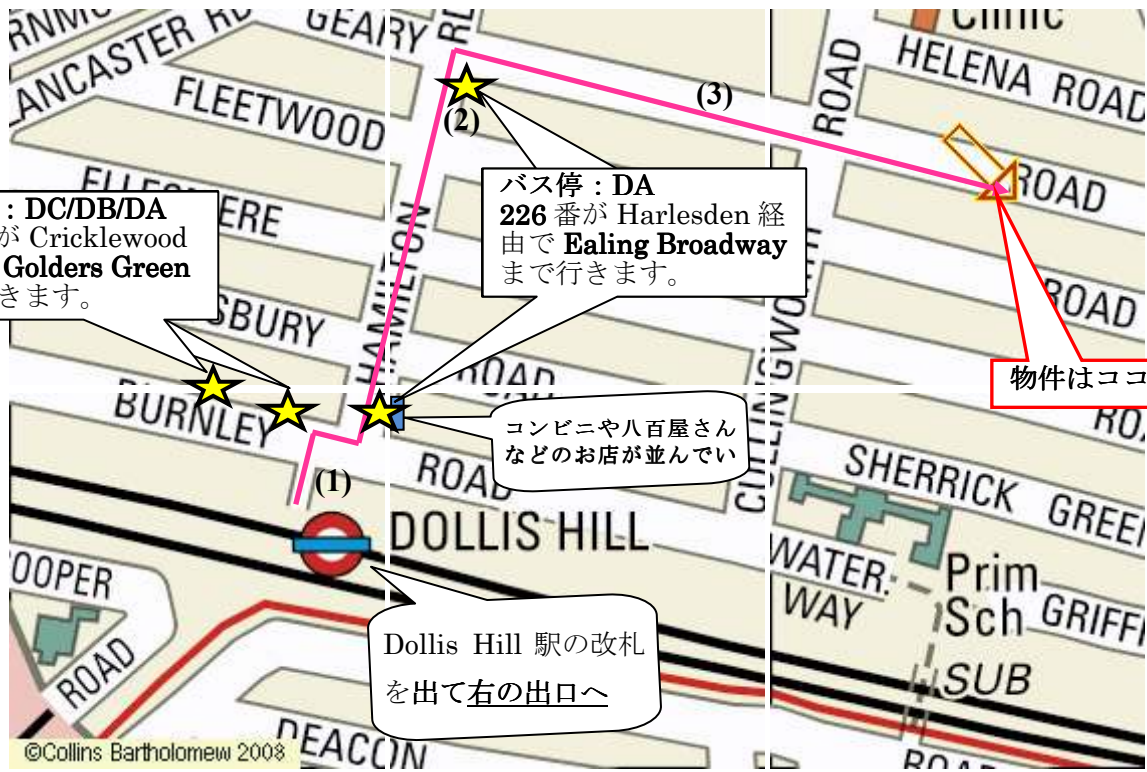 RNM
LANCASTER RD
GEARY
RD
Clinic
HELENA ROAD
FLEETWOOD
(2)
(3)
ROAD
ROAD
: DC/DB/DA
が Cricklewood
Golders Green
きます。
ERE
HAMILTON
バス停：DA
226 番が Harlesden 経
由で Ealing Broadway
まで行きます。
SBURY
ROAD
ROAD
物件はココ
BURNLEY
ROAD
コンビニや八百屋さん
などのお店が並んでい
SHERRICK GREEN
(1)
DOLLIS HILL
WATER
WAY
Prim
Sch
GRIFF
SUB
OOPER
ROAD
Dollis Hill 駅の改札
を出て右の出口へ
DEACON
ROAD
©Collins Bartholomew 2008